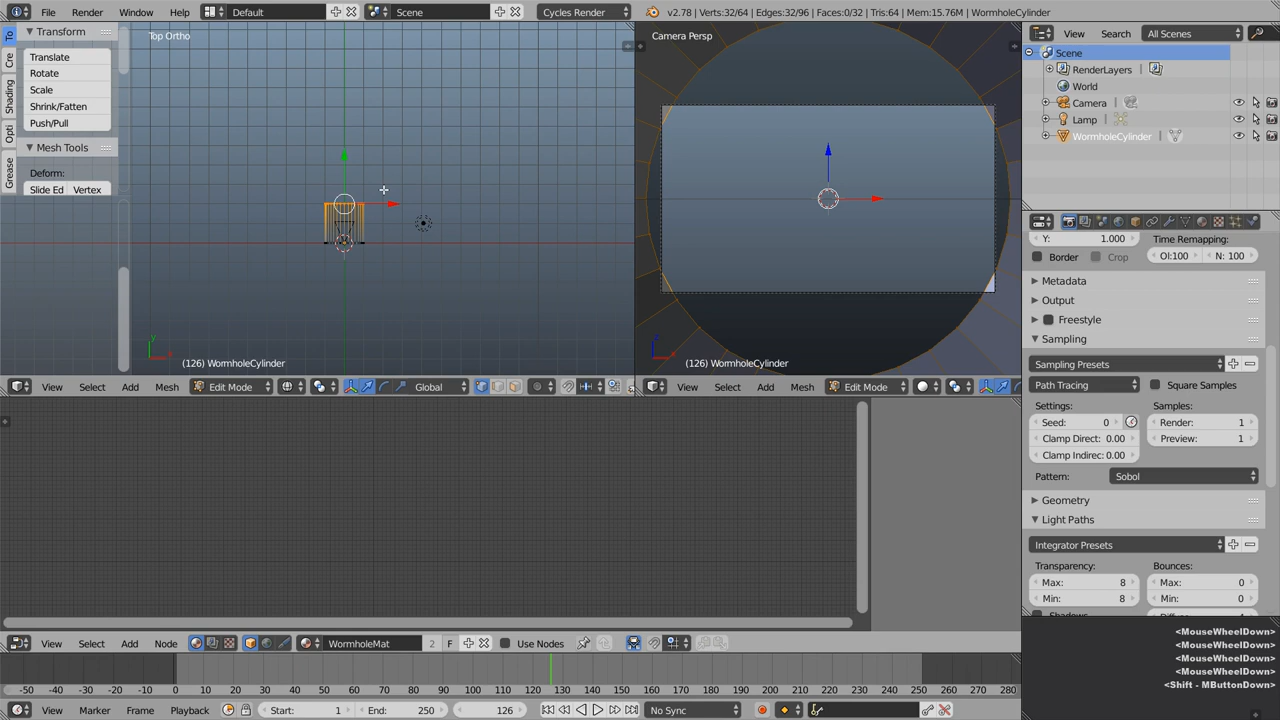 File Render Window Help Default Scene Cycles Render v2.78 | Verts:32/64 | Edges:32/96 | Faces:0/32 | Tris:64 | Mem:15.76M | WormholeCylinder
Transform
Translate
Rotate
Scale
Shrink/Fatten
Push/Pull
Mesh Tools
Deform:
Slide Ed Vertex
To
Cre
Shading
Opti
Grease
Top Ortho
(126) WormholeCylinder
Camera Persp
(126) WormholeCylinder
View Select Add Mesh Edit Mode Global
View Select Add Mesh Edit Mode
View Search All Scenes
Scene
RenderLayers
World
Camera
Lamp
WormholeCylinder
Y: 1.000 Time Remapping:
Border Crop Ol:100 N: 100
Metadata
Output
Freestyle
Sampling
Sampling Presets
Path Tracing Square Samples
Settings: Samples:
Seed: 0 Render: 1
Clamp Direct: 0.00 Preview: 1
Clamp Indirec: 0.00
Pattern: Sobol
Geometry
Light Paths
Integrator Presets
Transparency: Bounces:
Max: 8 Max: 0
Min: 8 Min: 0
<MouseWheelDown>
<MouseWheelDown>
<MouseWheelDown>
<MouseWheelDown>
<Shift - MButtonDown>
View Select Add Node WormholeMat 2 F Use Nodes
-50 -40 -30 -20 -10 0 10 20 30 40 50 60 70 80 90 100 110 120 130 140 150 160 170 180 190 200 210 220 230 240 250 260 270 280
View Marker Frame Playback Start: 1 End: 250 126 No Sync